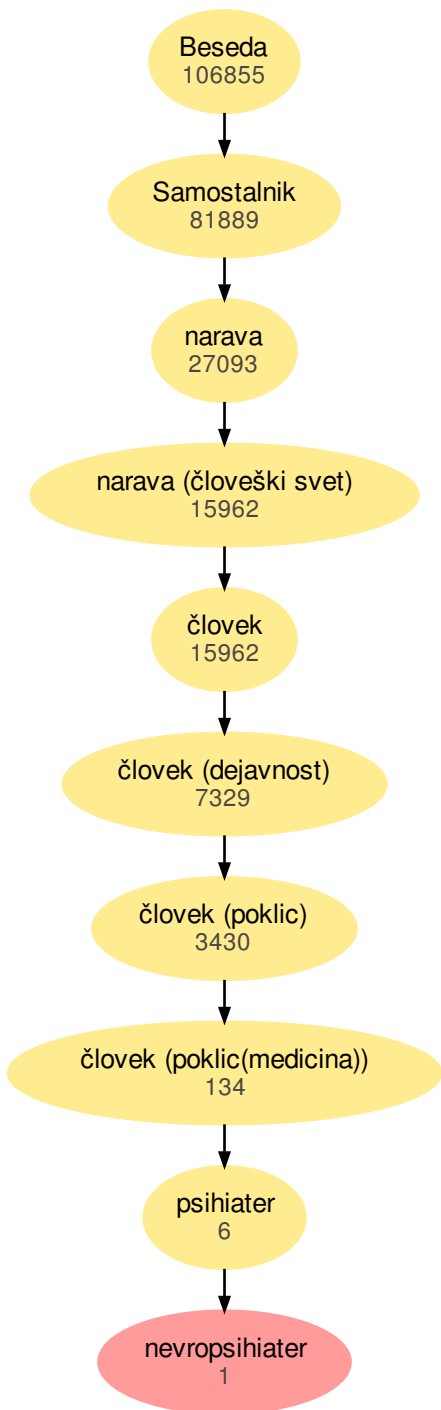 Beseda
106855
Samostalnik
81889
narava
27093
narava (človeški svet)
15962
človek
15962
človek (dejavnost)
7329
človek (poklic)
3430
človek (poklic(medicina))
134
psihiater
6
nevropsihiater
1